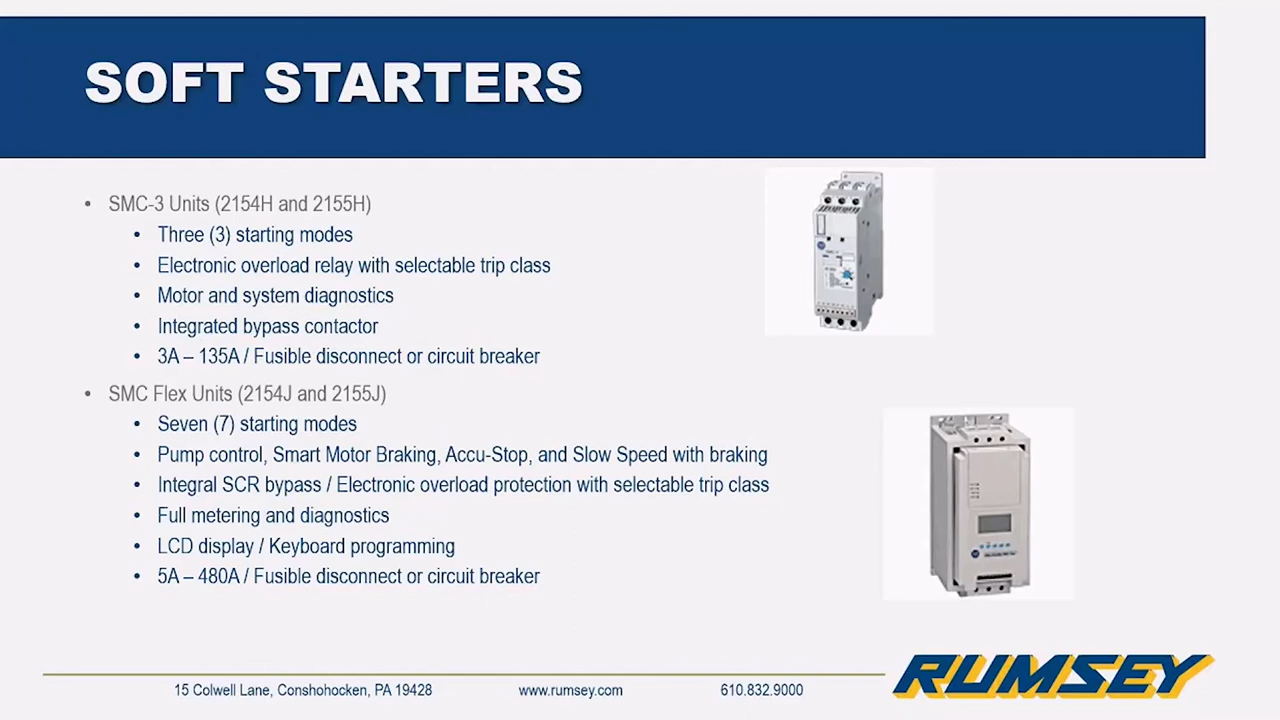 SOFT STARTERS
• SMC-3 Units (2154H and 2155H)
• Three (3) starting modes
• Electronic overload relay with selectable trip class
• Motor and system diagnostics
• Integrated bypass contactor
• 3A – 135A / Fusible disconnect or circuit breaker
• SMC Flex Units (2154J and 2155J)
• Seven (7) starting modes
• Pump control, Smart Motor Braking, Accu-Stop, and Slow Speed with braking
• Integral SCR bypass / Electronic overload protection with selectable trip class
• Full metering and diagnostics
• LCD display / Keyboard programming
• 5A – 480A / Fusible disconnect or circuit breaker
15 Colwell Lane, Conshohocken, PA 19428 www.rumsey.com 610.832.9000
RUMSEY